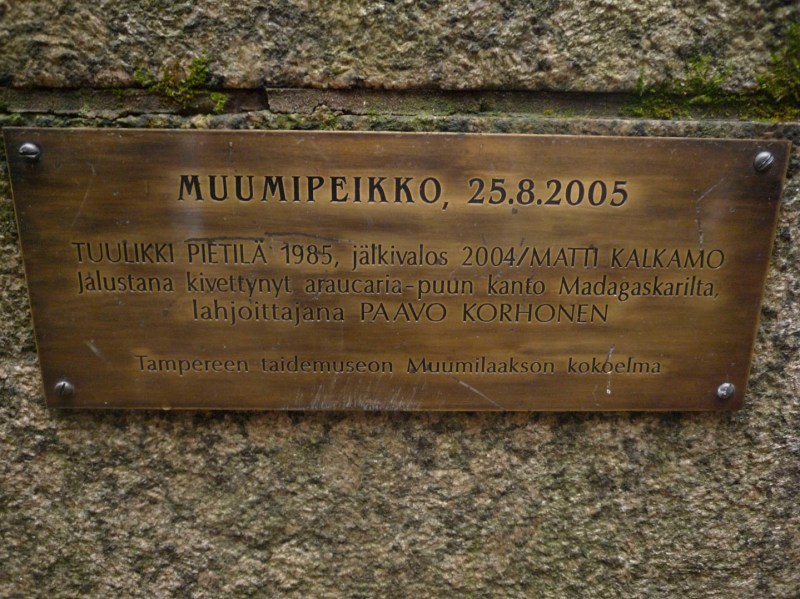 MUUMIPEIKKO, 25.8.2005
TUULIKKI PIETILÄ 1985, jälkivalos 2004/MATTI KALKAMO
Jalustana kivettynyt araucaria-puun kanto Madagaskarilta,
lahjoittajana PAAVO KORHONEN
Tampereen taidemuseon Muumilaakson kokoelma